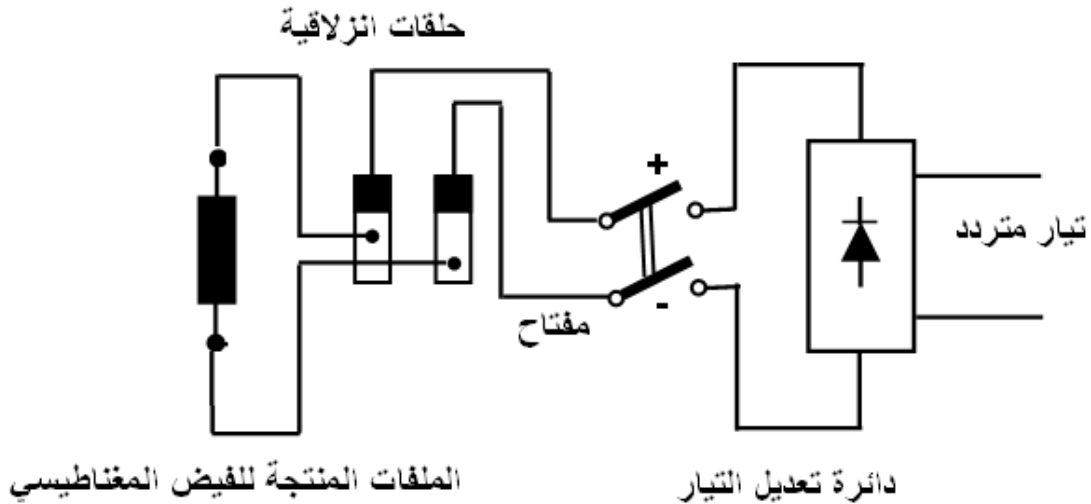 حلقات انزلاقية
+
تيار متردد
-
مفتاح
الملفات المنتجة للفيض المغناطيسي
دائرة تعديل التيار